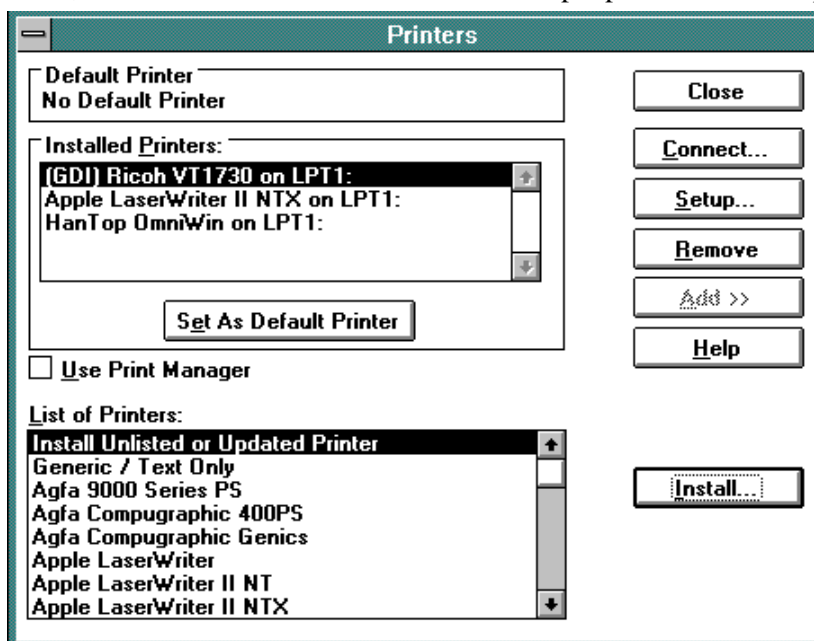 Printers
Default Printer
No Default Printer
Close
Installed Printers:
Connect...
(GDI) Ricoh VT1730 on LPT1:
Apple LaserWriter II NTX on LPT1:
Setup...
HanTop OmniWin on LPT1:
Remove
Add >>
Set As Default Printer
Help
Use Print Manager
List of Printers:
Install Unlisted or Updated Printer
Generic / Text Only
Agfa 9000 Series PS
Install...
Agfa Compugraphic 400PS
Agfa Compugraphic Genics
Apple LaserWriter
Apple LaserWriter II NT
Apple LaserWriter II NTX